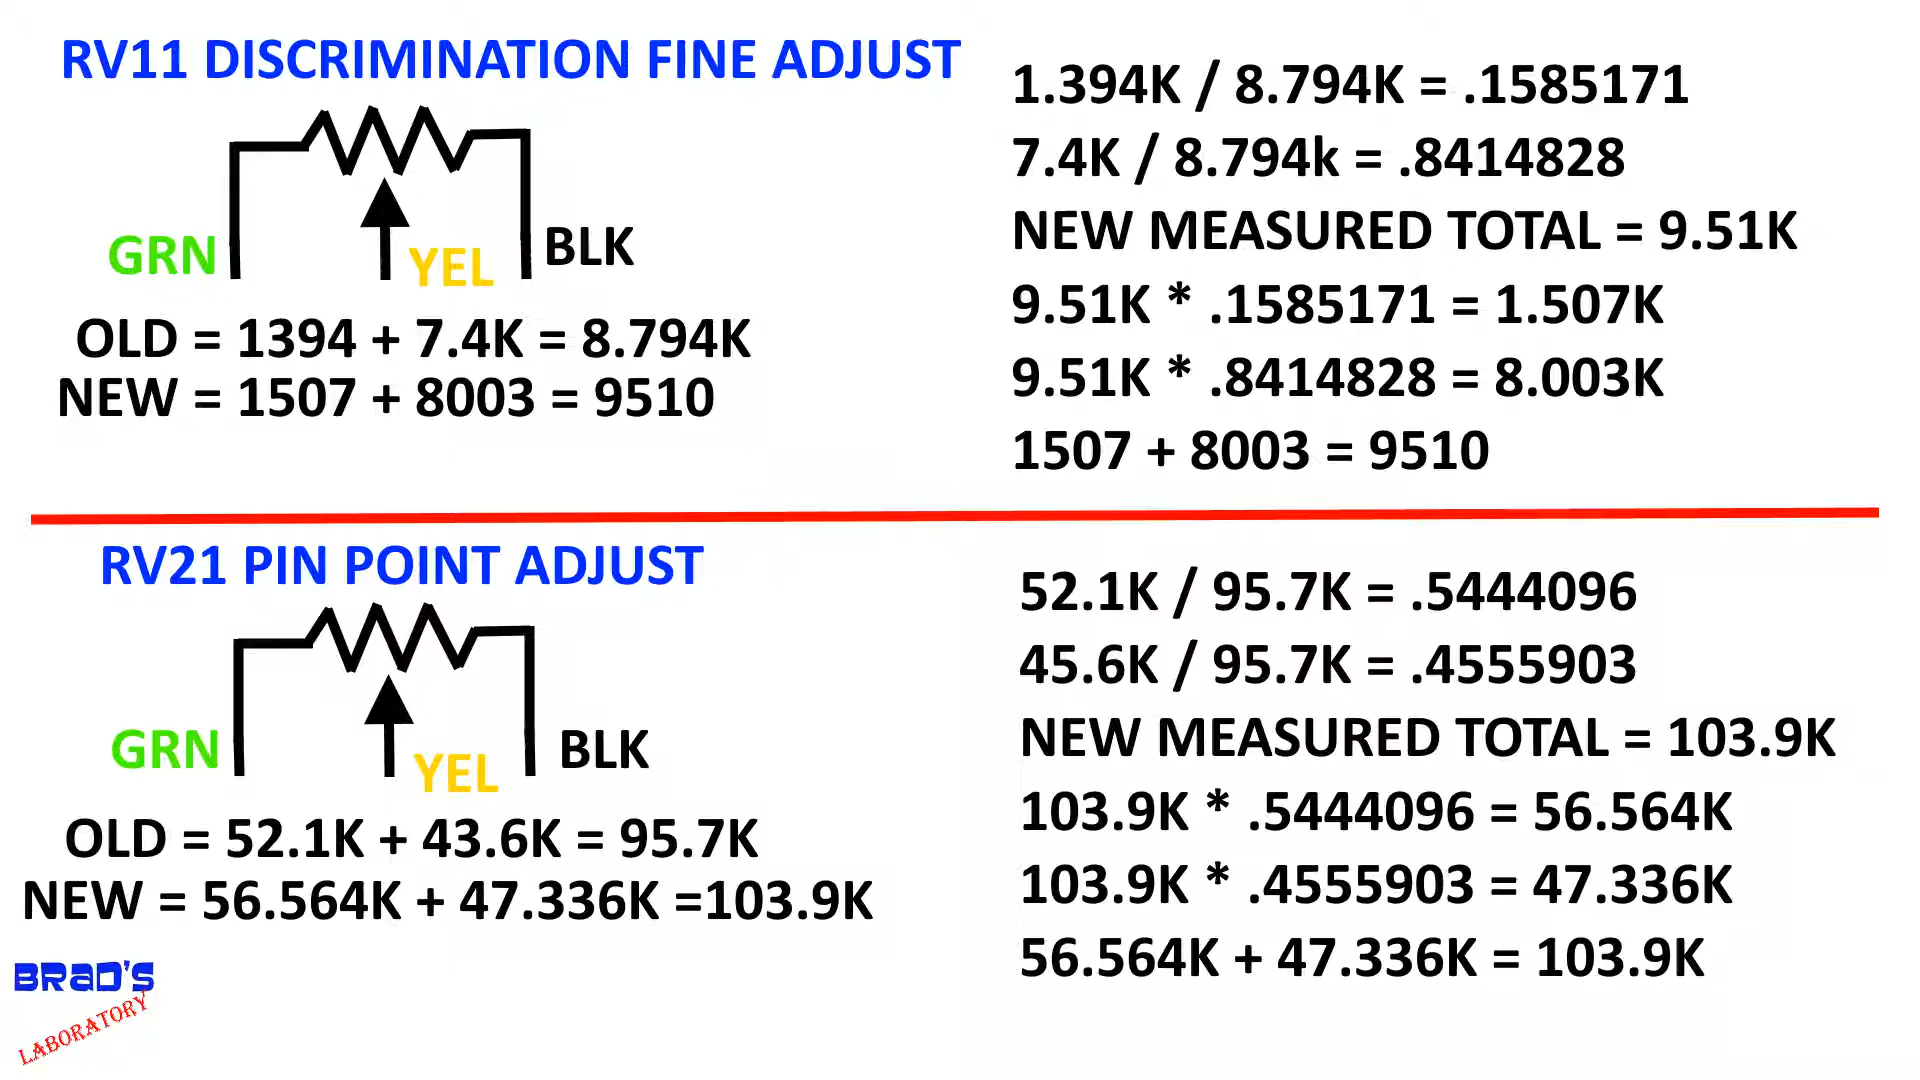 RV11 DISCRIMINATION FINE ADJUST
GRN
YEL
BLK
OLD = 1394 + 7.4K = 8.794K
NEW = 1507 + 8003 = 9510
1.394K / 8.794K = .1585171
7.4K / 8.794k = .8414828
NEW MEASURED TOTAL = 9.51K
9.51K * .1585171 = 1.507K
9.51K * .8414828 = 8.003K
1507 + 8003 = 9510
RV21 PIN POINT ADJUST
GRN
YEL
BLK
OLD = 52.1K + 43.6K = 95.7K
NEW = 56.564K + 47.336K =103.9K
52.1K / 95.7K = .5444096
45.6K / 95.7K = .4555903
NEW MEASURED TOTAL = 103.9K
103.9K * .5444096 = 56.564K
103.9K * .4555903 = 47.336K
56.564K + 47.336K = 103.9K
BRaD'S
LABORATORY